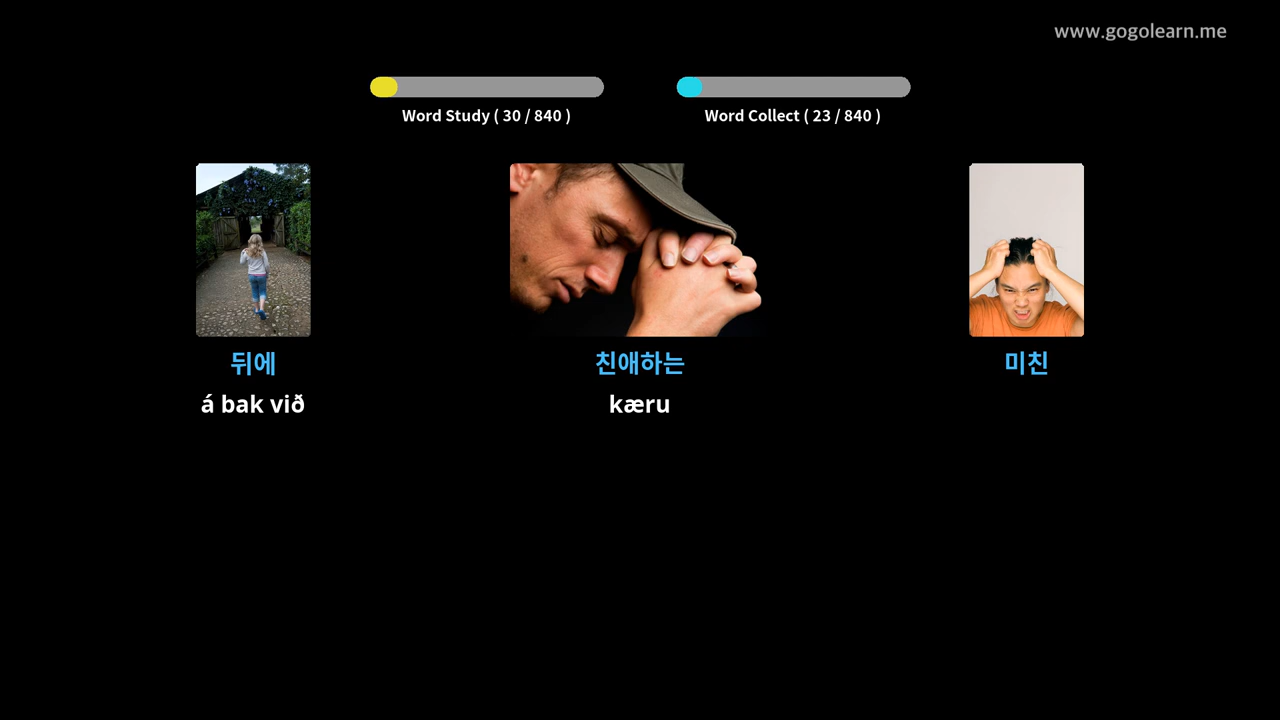 www.gogolearn.me
Word Study ( 30 / 840 )
Word Collect ( 23 / 840 )
뒤에
친애하는
미친
á bak við
kæru